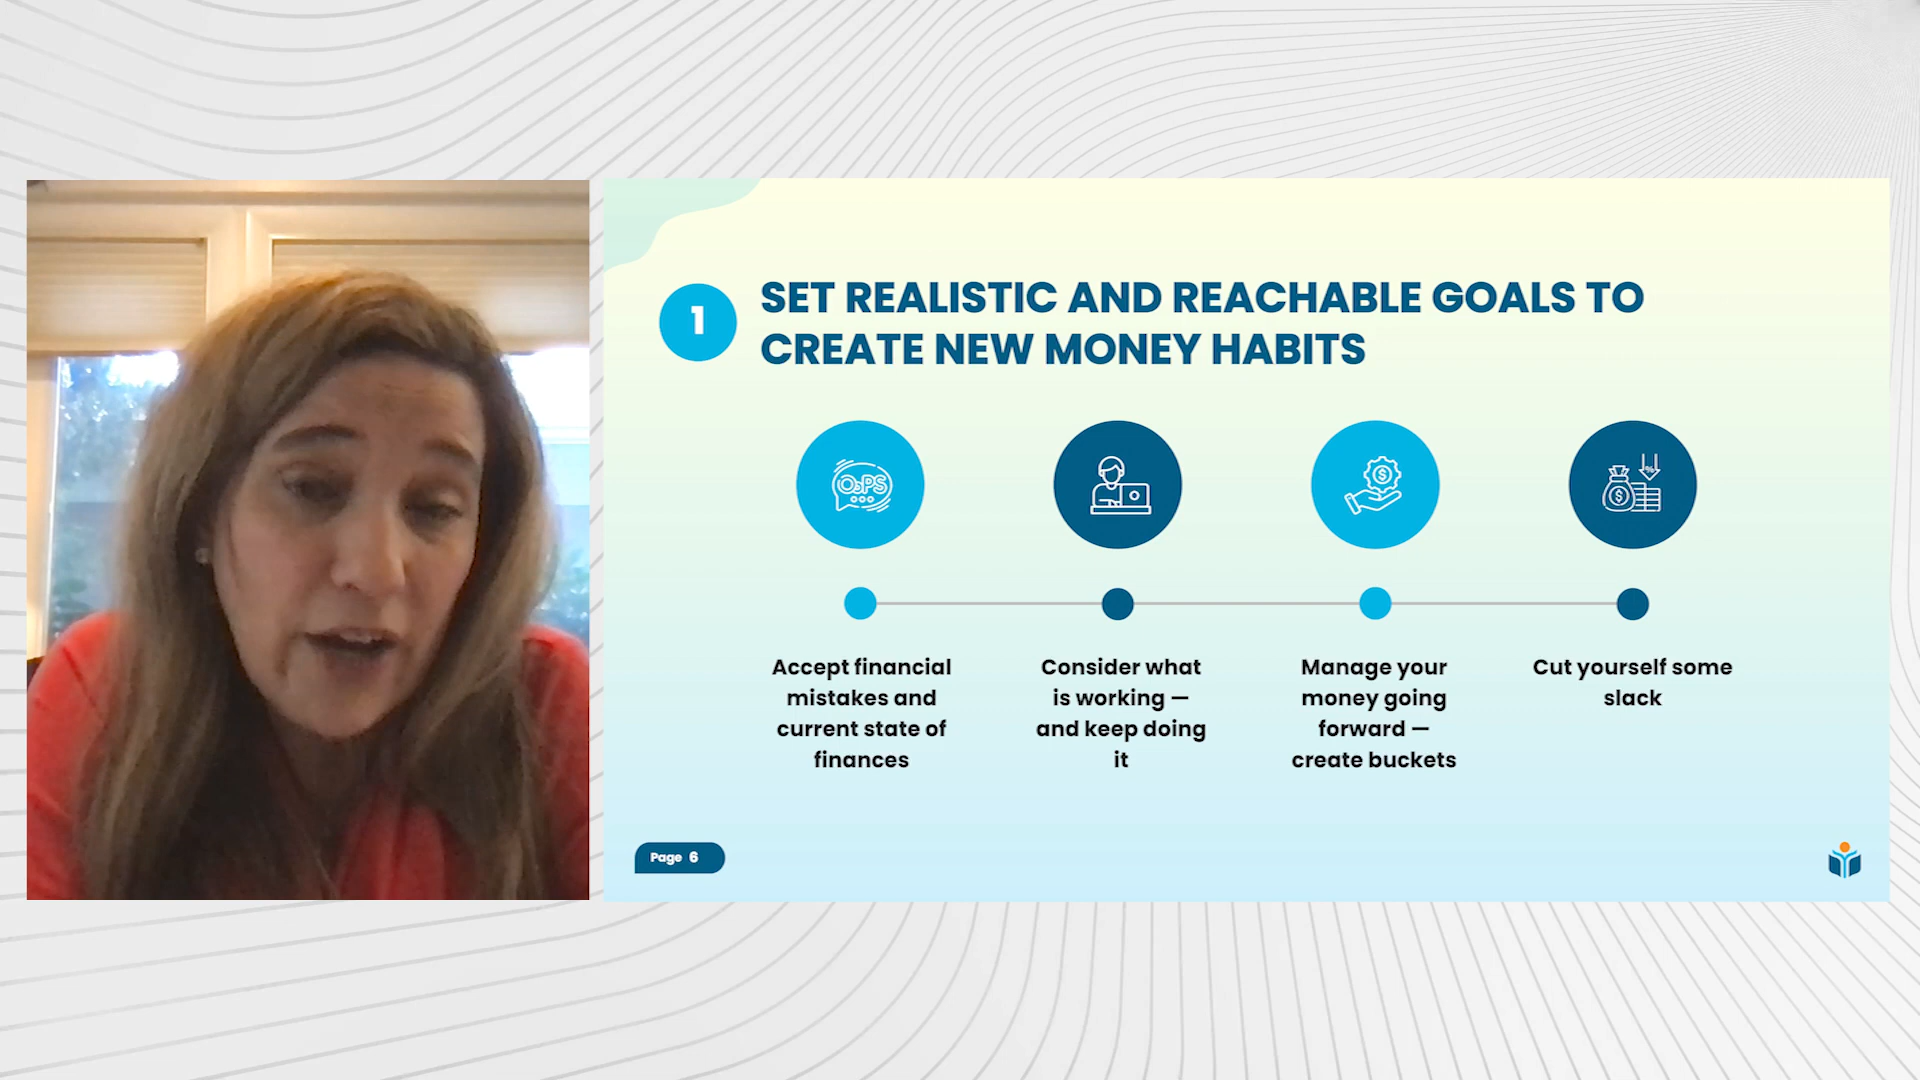 1
SET REALISTIC AND REACHABLE GOALS TO
CREATE NEW MONEY HABITS
OOPS
$
$
%
Accept financial
mistakes and
current state of
finances
Consider what
is working —
and keep doing
it
Manage your
money going
forward —
create buckets
Cut yourself some
slack
Page 6